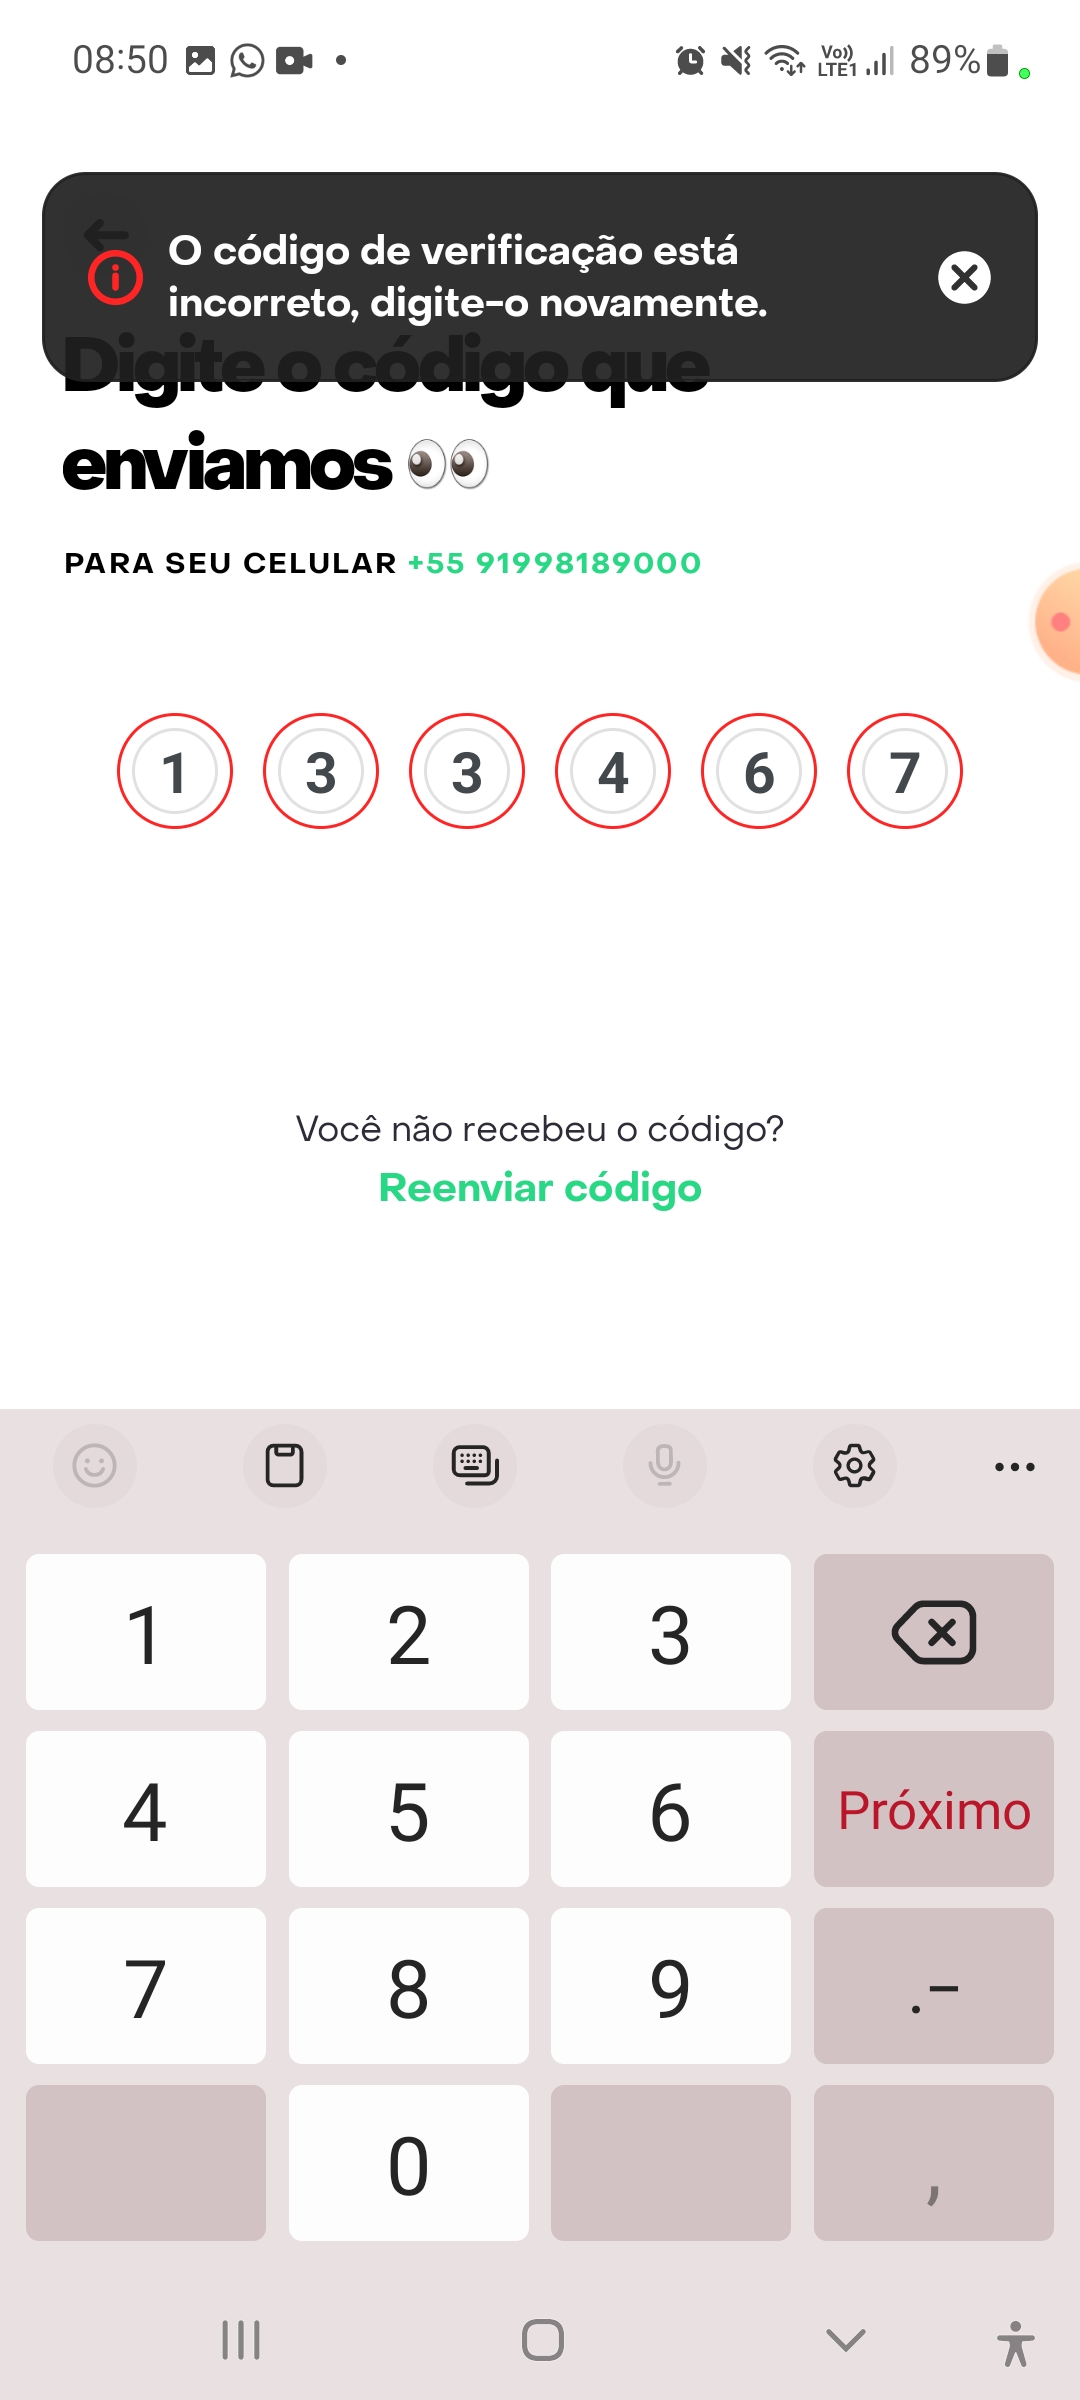 08:50
Vo)) LTE1 89%
O código de verificação está
incorreto, digite-o novamente.
Digite o código que
enviamos 👀
PARA SEU CELULAR +55 91998189000
1 3 3 4 6 7
Você não recebeu o código?
Reenviar código
1 2 3
4 5 6 Próximo
7 8 9 .-
0 ,